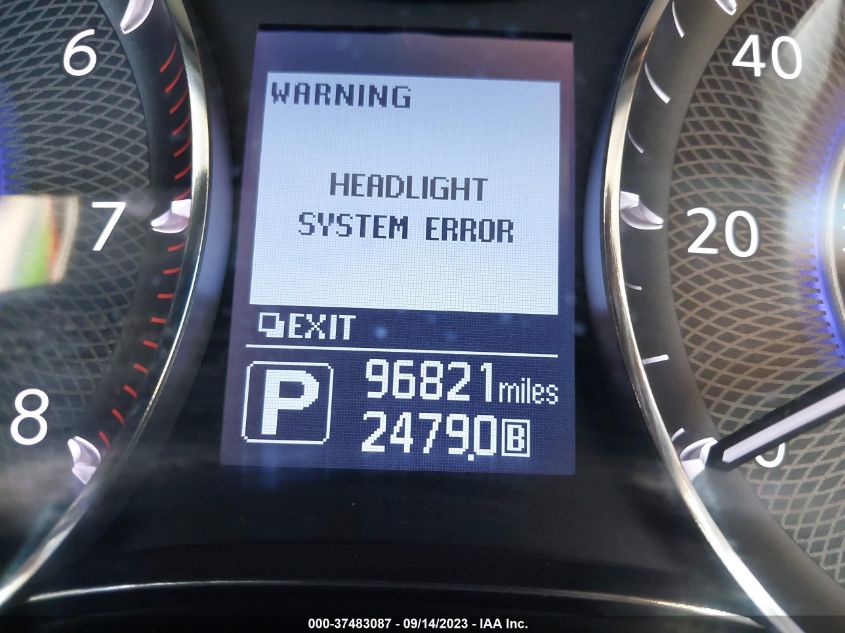 6
7
8
WARNING
HEADLIGHT
SYSTEM ERROR
EXIT
P
96821 miles
2479.0 B
40
20
0
000-37483087 - 09/14/2023 - IAA Inc.